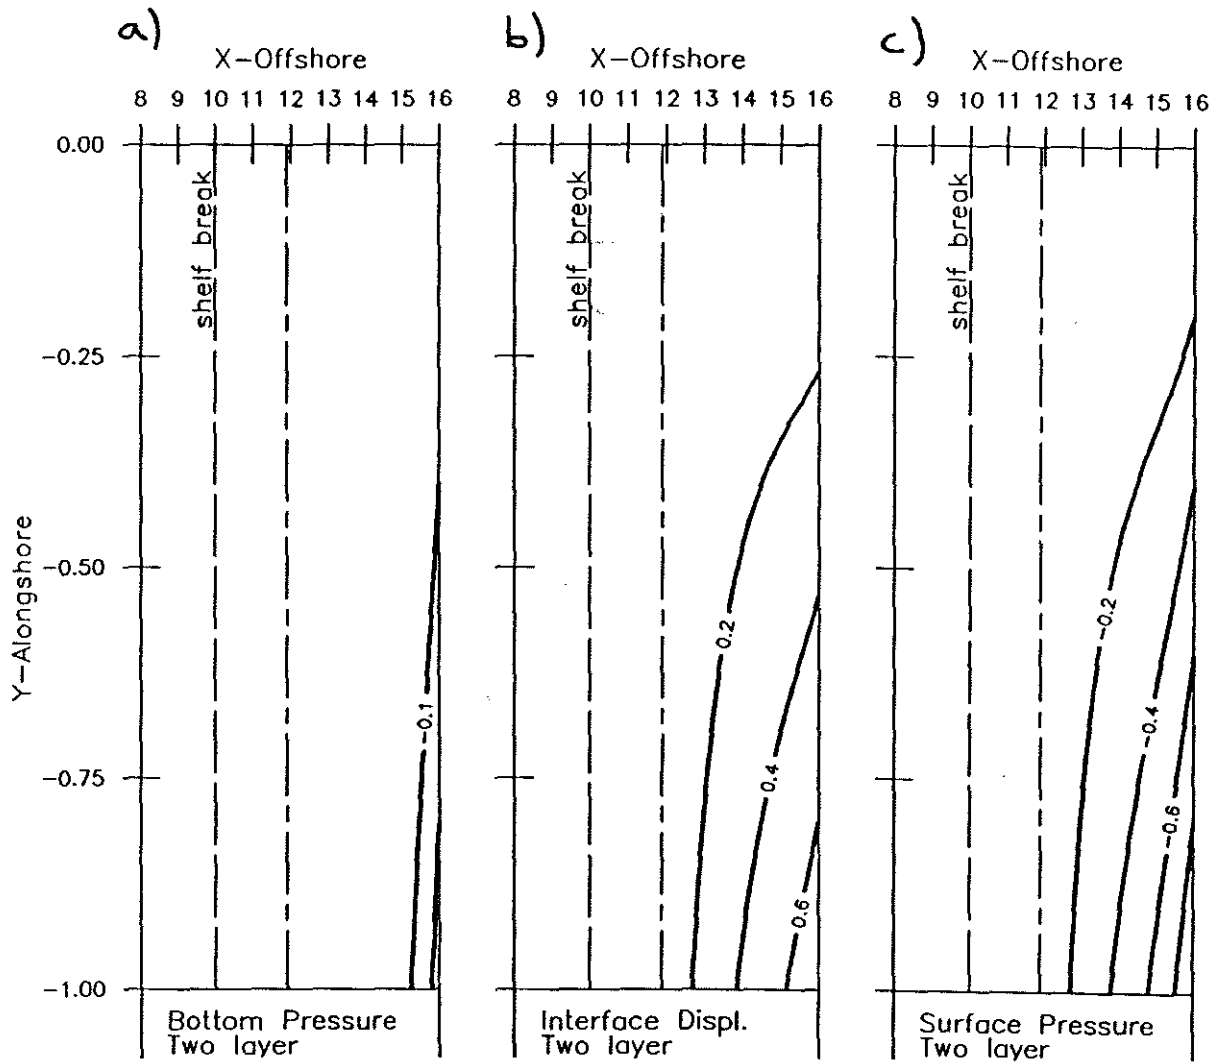 a)
X-Offshore
8 9 10 11 12 13 14 15 16
b)
X-Offshore
8 9 10 11 12 13 14 15 16
c)
X-Offshore
8 9 10 11 12 13 14 15 16
Y-Alongshore
0.00
-0.25
-0.50
-0.75
-1.00
shelf break
-0.1
Bottom Pressure
Two layer
shelf break
0.2
0.4
0.6
Interface Displ.
Two layer
shelf break
-0.2
-0.4
-0.6
Surface Pressure
Two layer